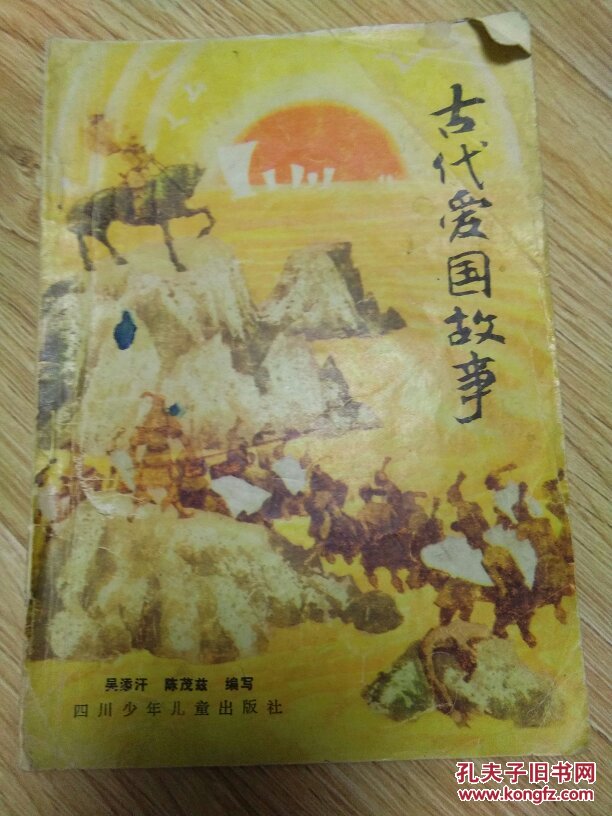 古代爱国故事
吴添汗 陈茂兹 编写
四川少年儿童出版社
孔夫子旧书网
www.kongfz.com